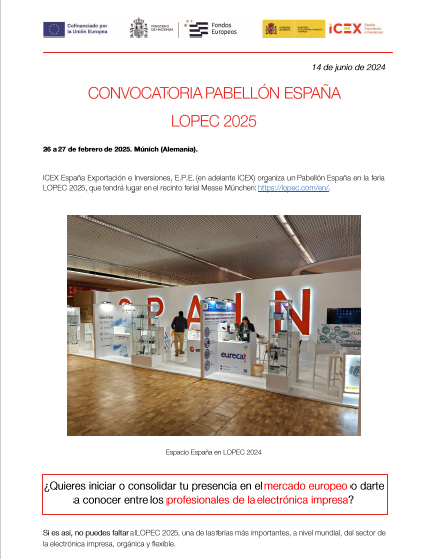 Cofinanciado por
la Unión Europea
MINISTERIO
DE HACIENDA
Fondos
Europeos
ICEX
14 de junio de 2024
CONVOCATORIA PABELLÓN ESPAÑA
LOPEC 2025
26 a 27 de febrero de 2025. Múnich (Alemania).
ICEX España Exportación e Inversiones, E.P.E. (en adelante ICEX) organiza un Pabellón España en la feria
LOPEC 2025, que tendrá lugar en el recinto ferial Messe München: https://lopec.com/en/.
SPAIN
eurecat
Espacio España en LOPEC 2024
¿Quieres iniciar o consolidar tu presencia en el mercado europeo o darte
a conocer entre los profesionales de la electrónica impresa?
Si es así, no puedes faltar a LOPEC 2025, una de las ferias más importantes, a nivel mundial, del sector de
la electrónica impresa, orgánica y flexible.